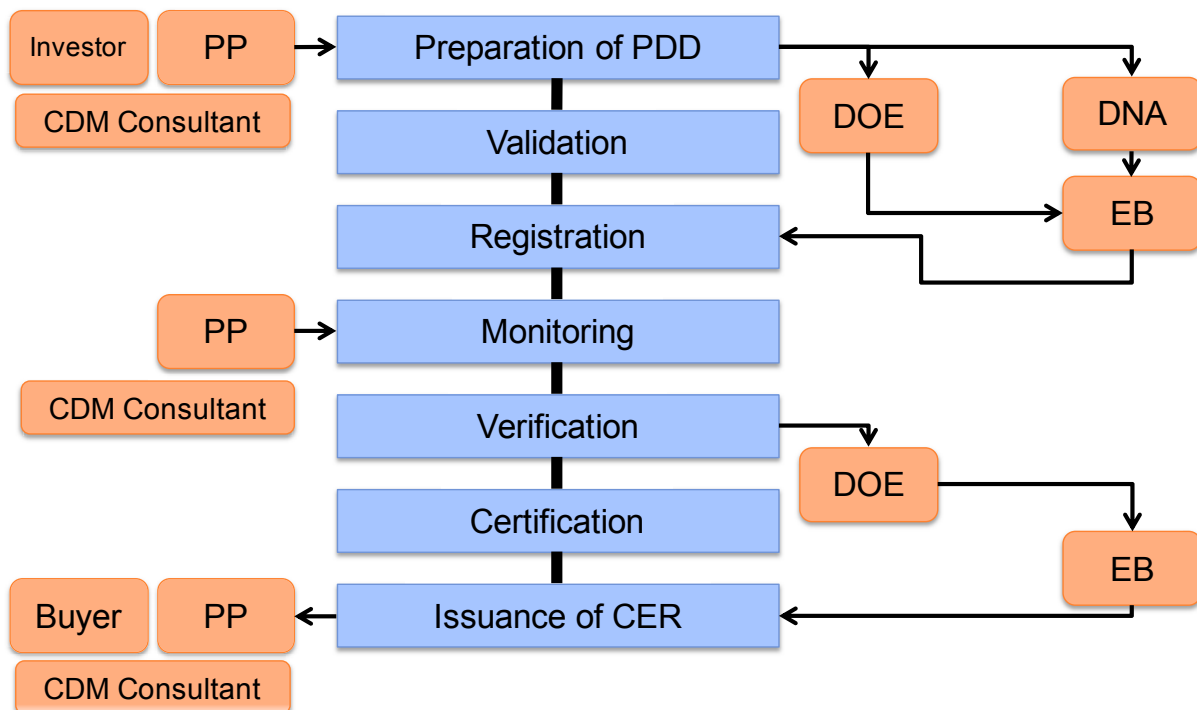 Investor
PP
Preparation of PDD
CDM Consultant
DOE
DNA
Validation
EB
Registration
PP
Monitoring
CDM Consultant
Verification
DOE
Certification
EB
Buyer
PP
Issuance of CER
CDM Consultant